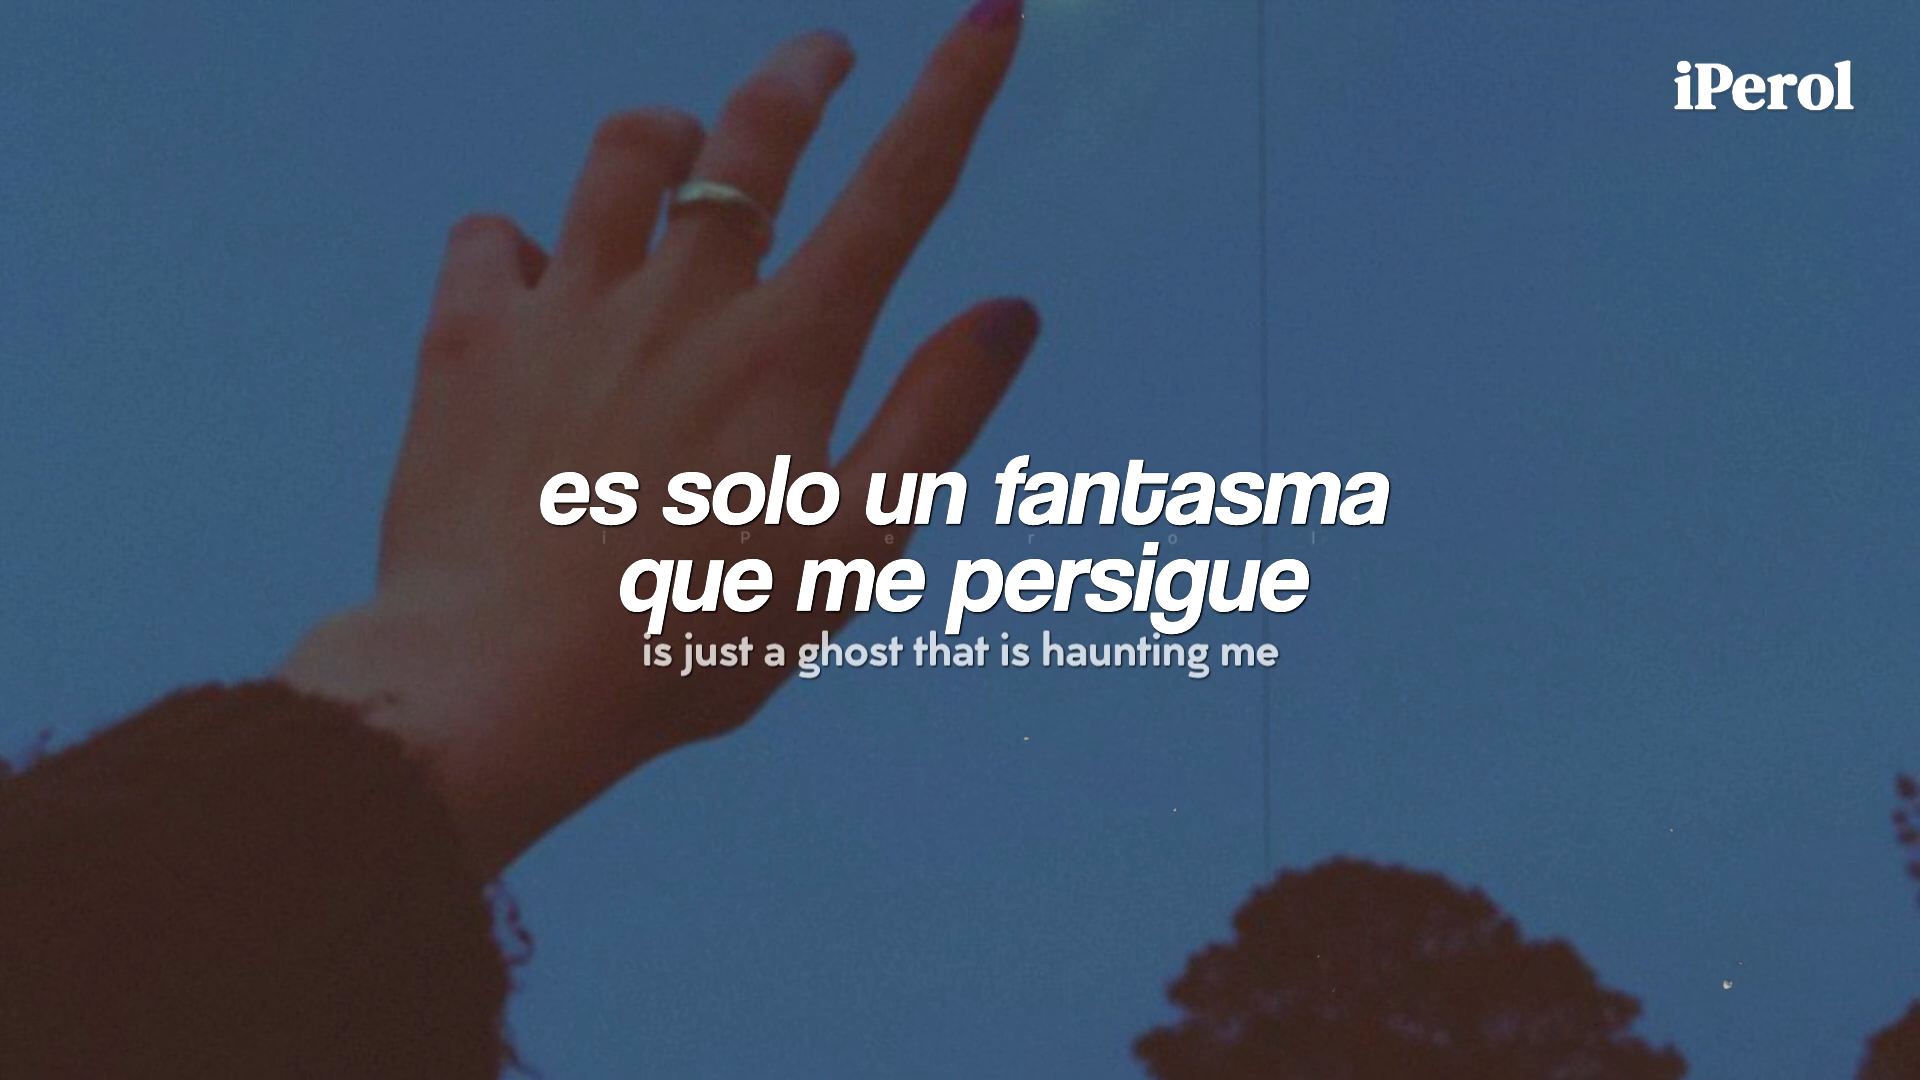 iPerol
es solo un fantasma
i P e r o l
que me persigue
is just a ghost that is haunting me